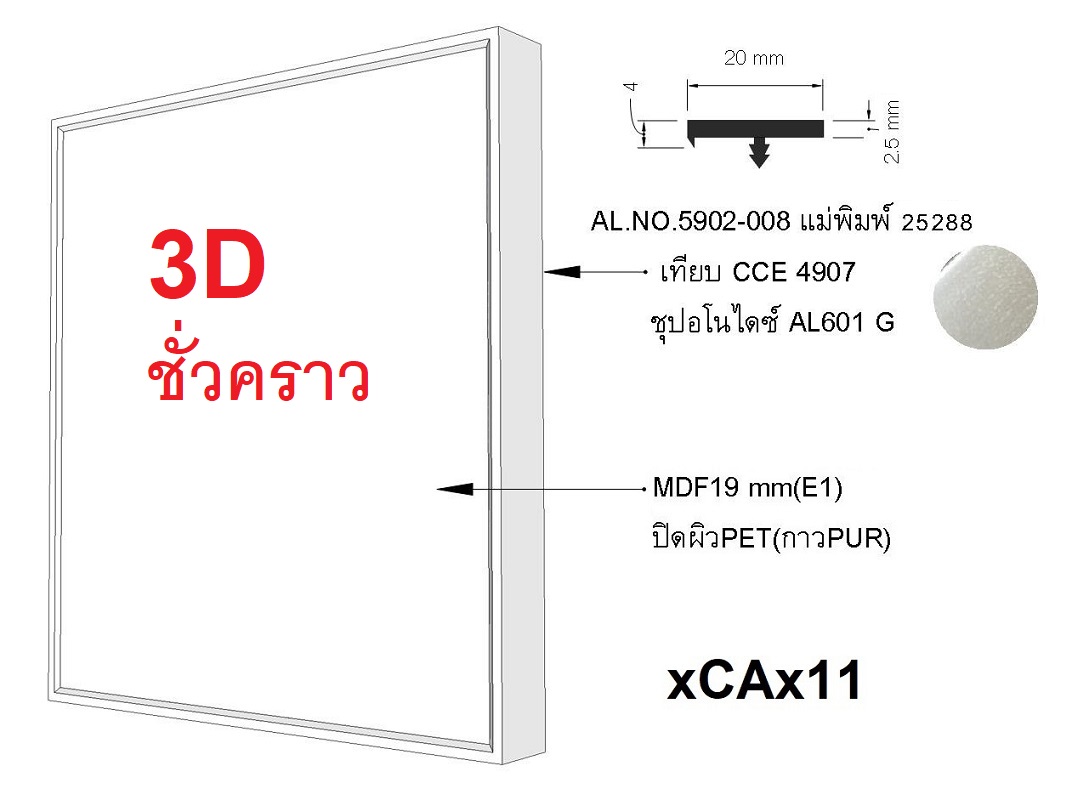 20 mm
4
2.5 mm
AL.NO.5902-008 แม่พิมพ์ 25288
เทียบ CCE 4907
ชุปอโนไดซ์ AL601 G
3D
ชั่วคราว
MDF19 mm(E1)
ปิดผิวPET(กาวPUR)
xCAx11